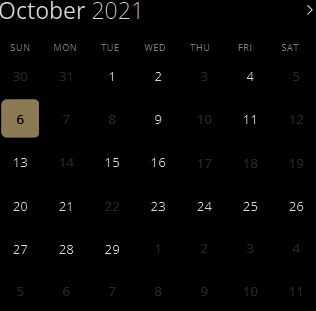 October 2021
SUN MON TUE WED THU FRI SAT
30 31 1 2 3 4 5
6 7 8 9 10 11 12
13 14 15 16 17 18 19
20 21 22 23 24 25 26
27 28 29 1 2 3 4
5 6 7 8 9 10 11